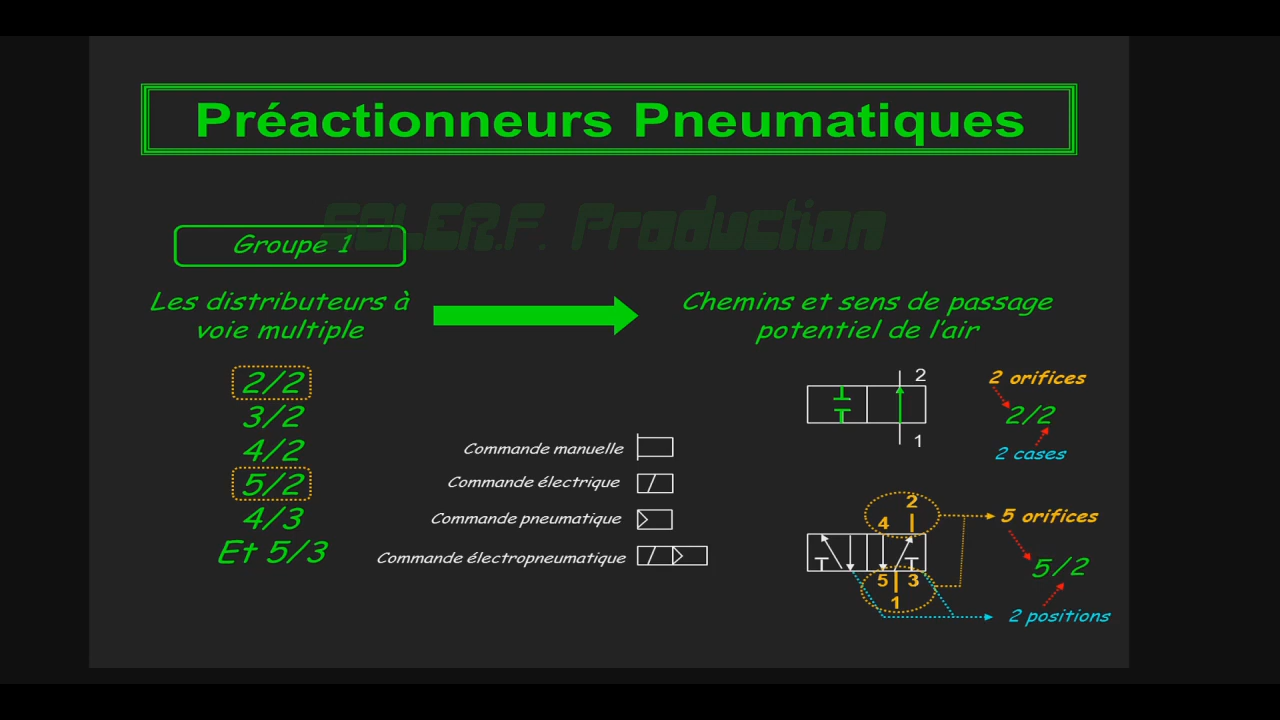 Préactionneurs Pneumatiques
SOLER.F. Production
Groupe 1
Les distributeurs à
voie multiple
Chemins et sens de passage
potentiel de l'air
2/2
3/2
4/2
5/2
4/3
Et 5/3
Commande manuelle
Commande électrique
Commande pneumatique
Commande électropneumatique
2
1
2 orifices
2/2
2 cases
2
4
5 3
1
5 orifices
5/2
2 positions